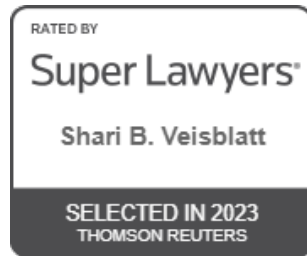 RATED BY
Super Lawyers®
Shari B. Veisblatt
SELECTED IN 2023
THOMSON REUTERS